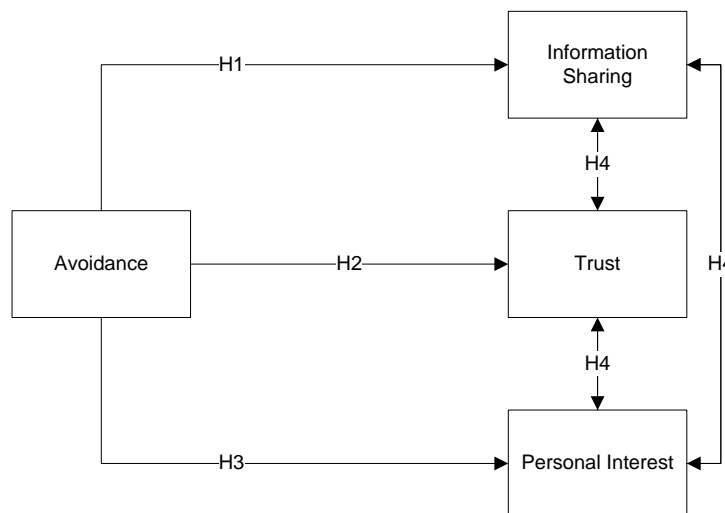 Information
Sharing
H1
H4
Avoidance
H2
Trust
H4
H4
H3
Personal Interest